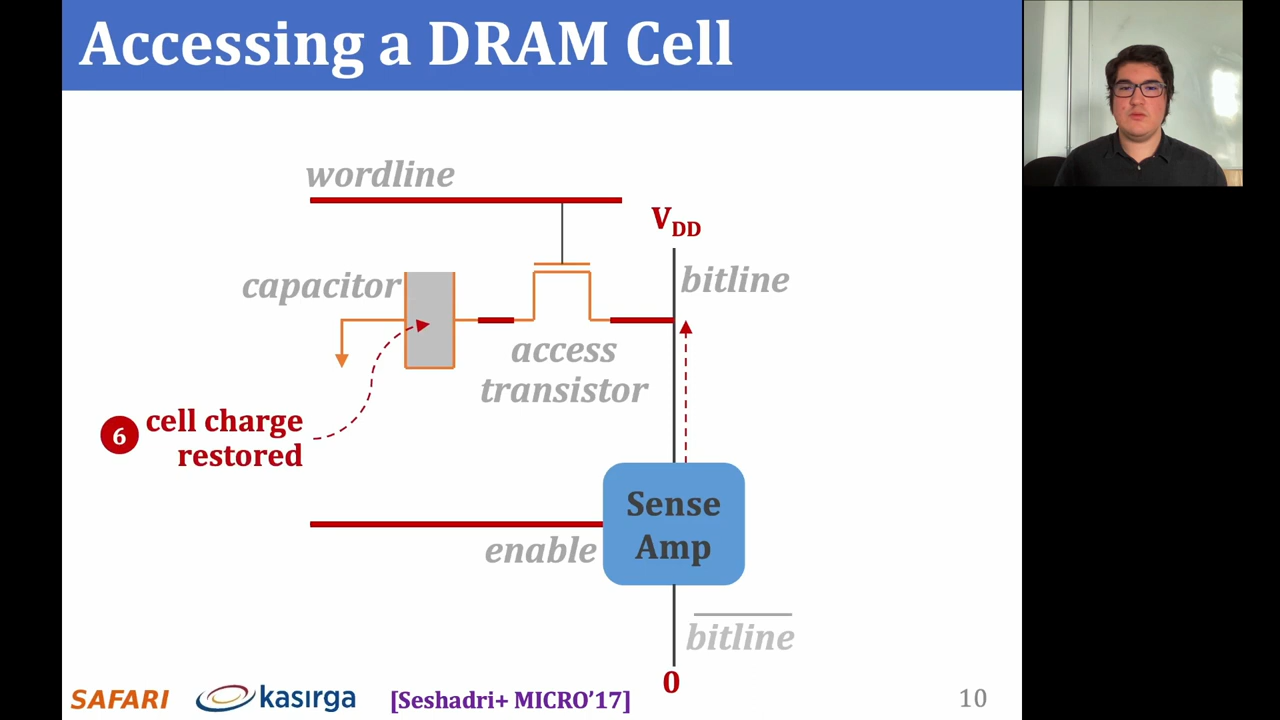 Accessing a DRAM Cell
wordline
V_DD
capacitor
bitline
access
transistor
6
cell charge
restored
Sense
Amp
enable
bitline
0
SAFARI
kasırga
[Seshadri+ MICRO'17]
10